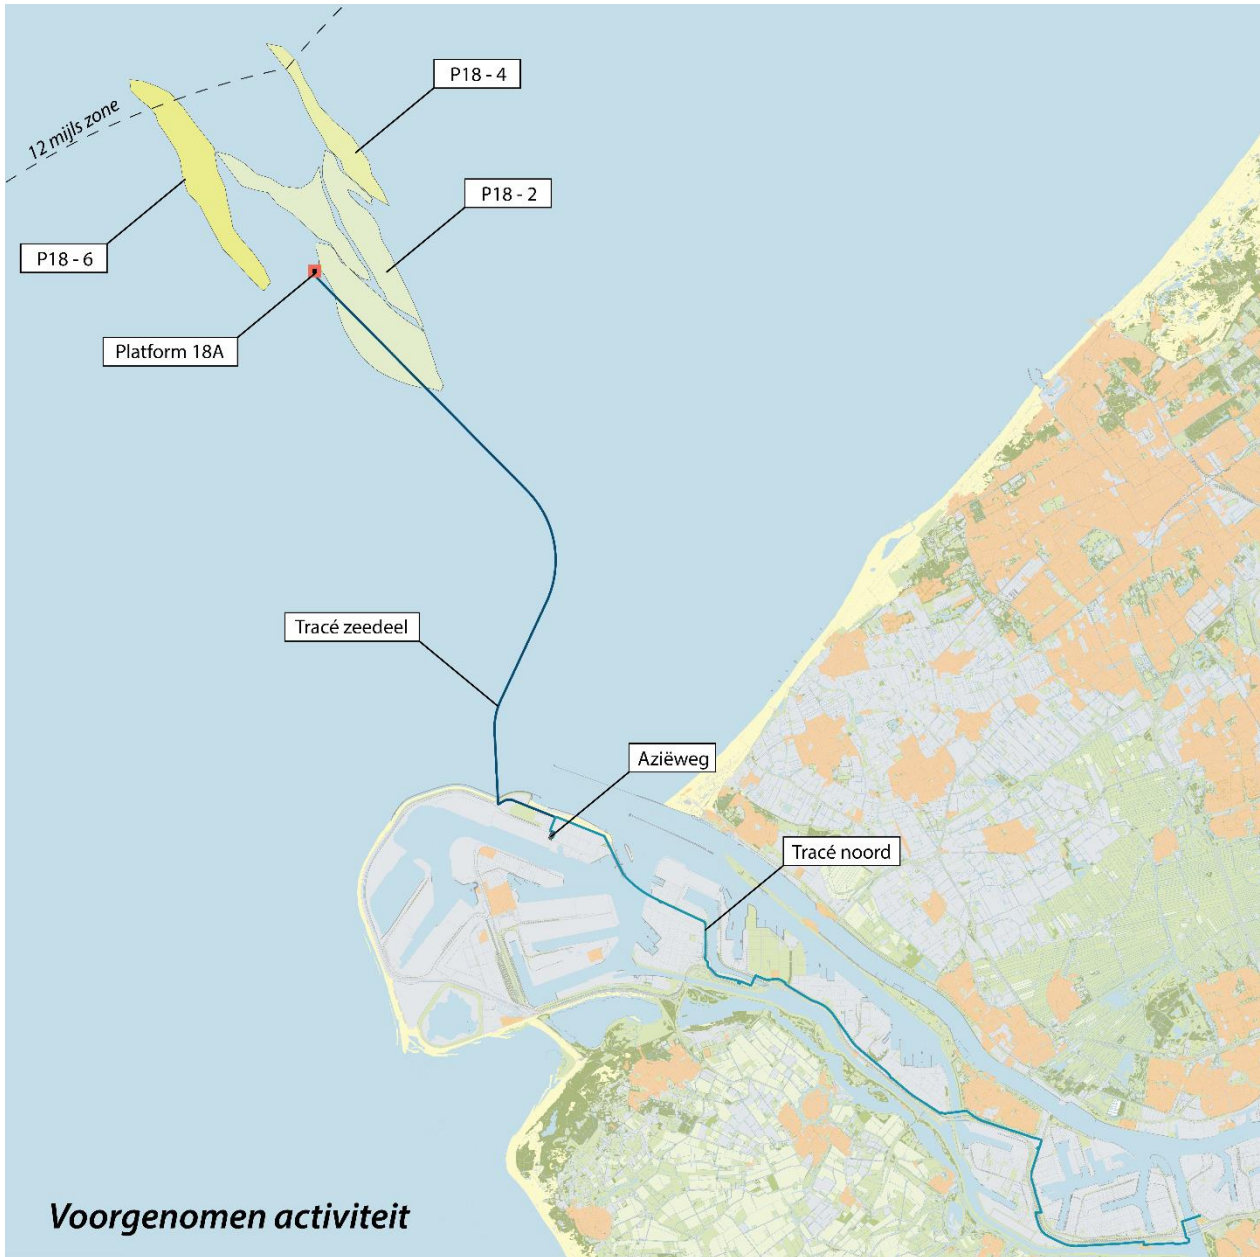 P18 - 4
12 mijls zone
P18 - 2
P18 - 6
Platform 18A
Tracé zeedeel
Aziëweg
Tracé noord
Voorgenomen activiteit